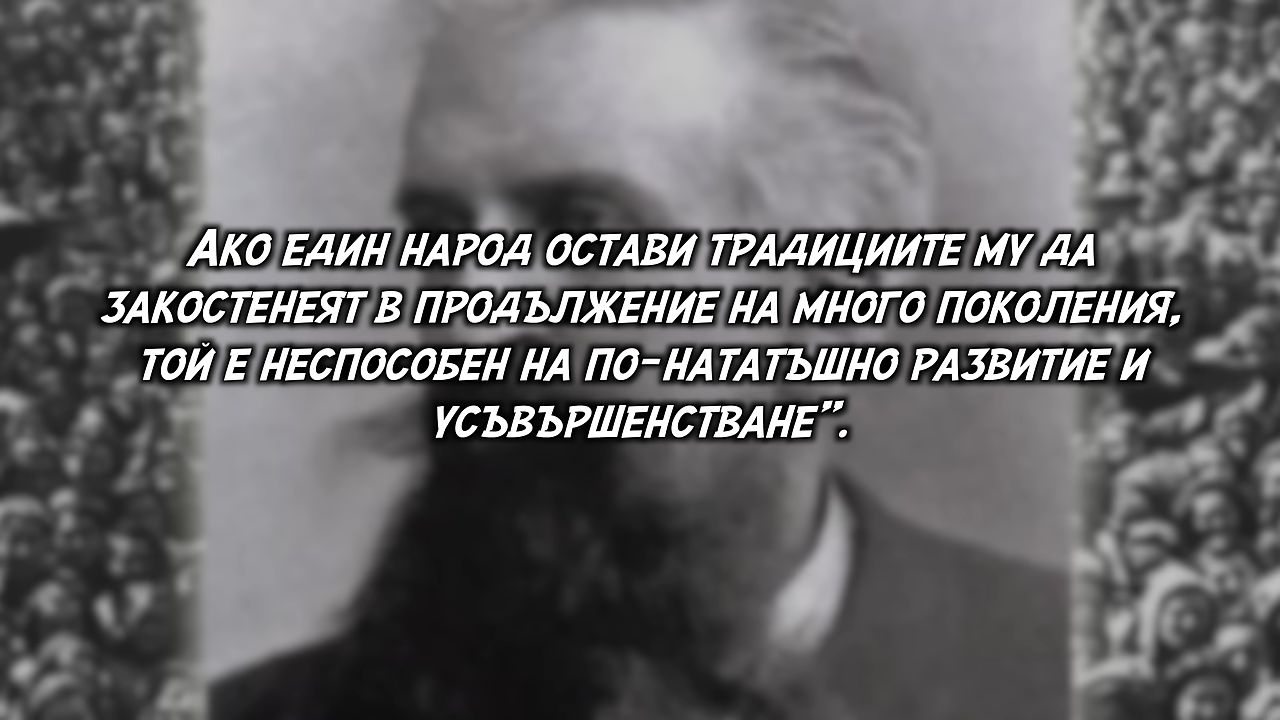 Ако един народ остави традициите му да
закостенеят в продължение на много поколения,
той е неспособен на по-нататъшно развитие и
усъвършенстване”.